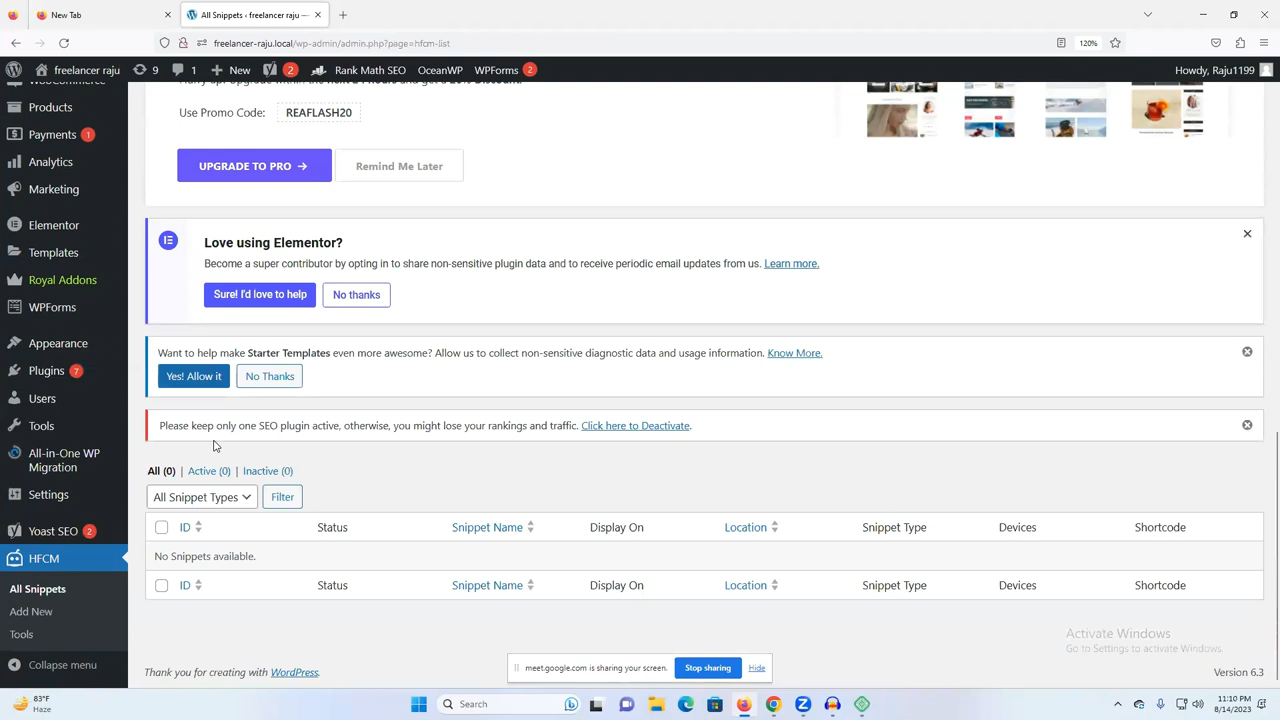 New Tab
All Snippets ‹ freelancer raju —
freelancer-raju.local/wp-admin/admin.php?page=hfcm-list
120%
freelancer raju
9
1
New
2
Rank Math SEO
OceanWP
WPForms
2
Howdy, Raju1199
Products
Payments 1
Analytics
Marketing
Elementor
Templates
Royal Addons
WPForms
Appearance
Plugins 7
Users
Tools
All-in-One WP
Migration
Settings
Yoast SEO 2
HFCM
All Snippets
Add New
Tools
Collapse menu
Use Promo Code: REAFLASH20
UPGRADE TO PRO →
Remind Me Later
Love using Elementor?
Become a super contributor by opting in to share non-sensitive plugin data and to receive periodic email updates from us. Learn more.
Sure! I'd love to help
No thanks
Want to help make Starter Templates even more awesome? Allow us to collect non-sensitive diagnostic data and usage information. Know More.
Yes! Allow it
No Thanks
Please keep only one SEO plugin active, otherwise, you might lose your rankings and traffic. Click here to Deactivate.
All (0) | Active (0) | Inactive (0)
All Snippet Types
Filter
ID Status Snippet Name Display On Location Snippet Type Devices Shortcode
No Snippets available.
ID Status Snippet Name Display On Location Snippet Type Devices Shortcode
Activate Windows
Go to Settings to activate Windows.
Thank you for creating with WordPress.
Version 6.3
meet.google.com is sharing your screen.
Stop sharing
Hide
83°F
Haze
Search
11:10 PM
8/14/2023